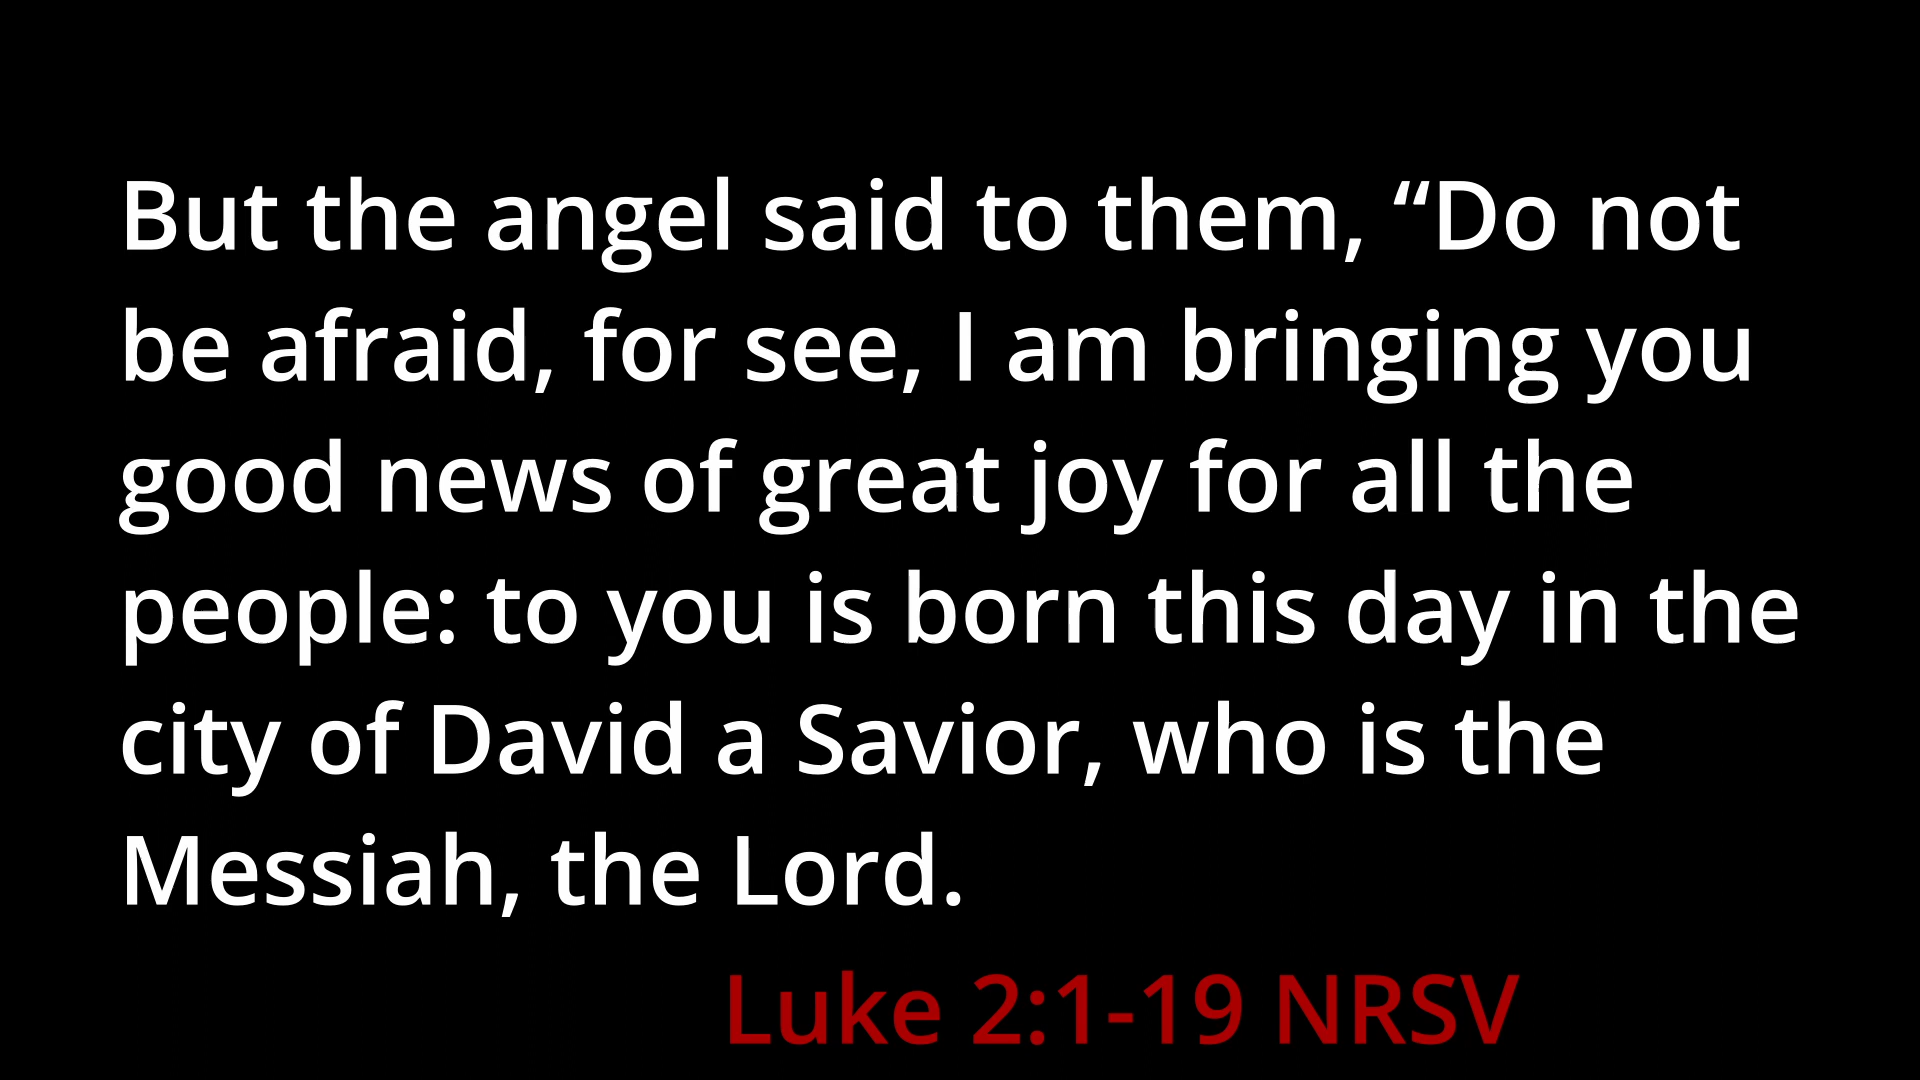 But the angel said to them, “Do not
be afraid, for see, I am bringing you
good news of great joy for all the
people: to you is born this day in the
city of David a Savior, who is the
Messiah, the Lord.
Luke 2:1-19 NRSV